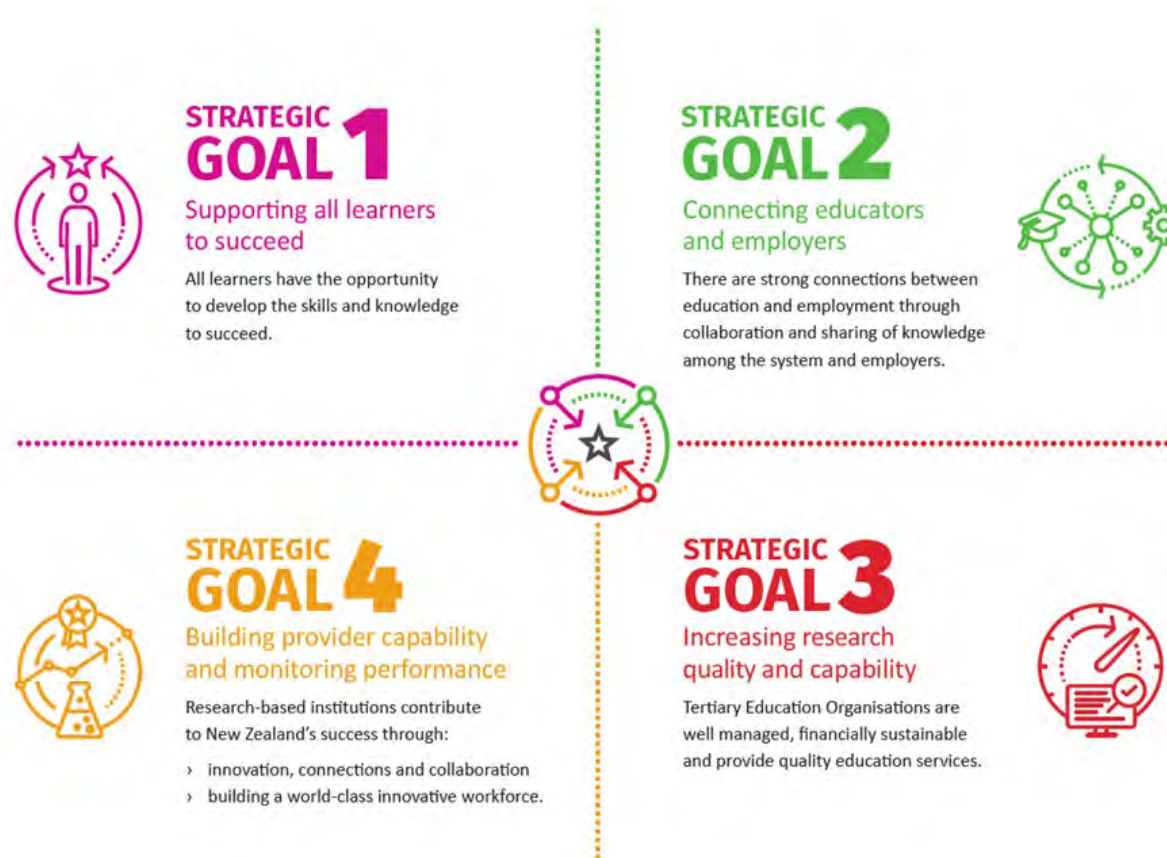 STRATEGIC
GOAL 1
Supporting all learners
to succeed
All learners have the opportunity
to develop the skills and knowledge
to succeed.
STRATEGIC
GOAL 2
Connecting educators
and employers
There are strong connections between
education and employment through
collaboration and sharing of knowledge
among the system and employers.
STRATEGIC
GOAL 4
Building provider capability
and monitoring performance
Research-based institutions contribute
to New Zealand’s success through:
› innovation, connections and collaboration
› building a world-class innovative workforce.
STRATEGIC
GOAL 3
Increasing research
quality and capability
Tertiary Education Organisations are
well managed, financially sustainable
and provide quality education services.